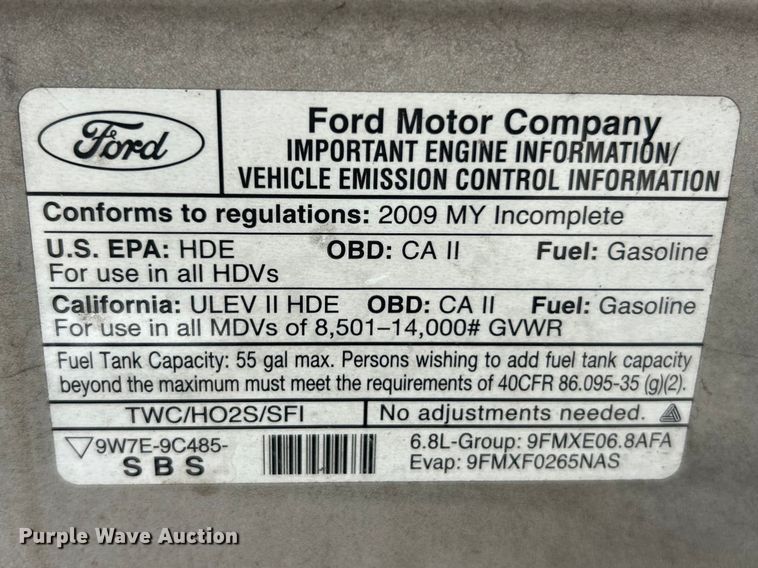 Ford
Ford Motor Company
IMPORTANT ENGINE INFORMATION/
VEHICLE EMISSION CONTROL INFORMATION
Conforms to regulations: 2009 MY Incomplete
U.S. EPA: HDE OBD: CA II Fuel: Gasoline
For use in all HDVs
California: ULEV II HDE OBD: CA II Fuel: Gasoline
For use in all MDVs of 8,501–14,000# GVWR
Fuel Tank Capacity: 55 gal max. Persons wishing to add fuel tank capacity
beyond the maximum must meet the requirements of 40CFR 86.095-35 (g)(2).
TWC/HO2S/SFI No adjustments needed.
9W7E-9C485-
SBS
6.8L-Group: 9FMXE06.8AFA
Evap: 9FMXF0265NAS
Purple Wave Auction